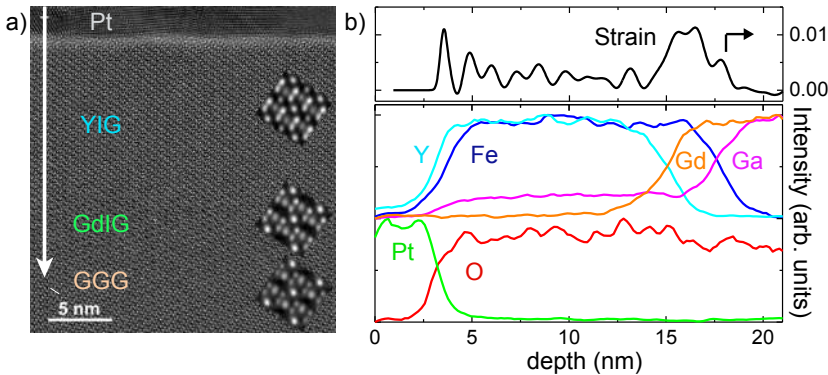 a)
Pt
YIG
GdIG
GGG
5 nm
b)
Strain
0.01
0.00
Y
Fe
Gd
Ga
Pt
O
Intensity (arb. units)
0
5
10
15
20
depth (nm)